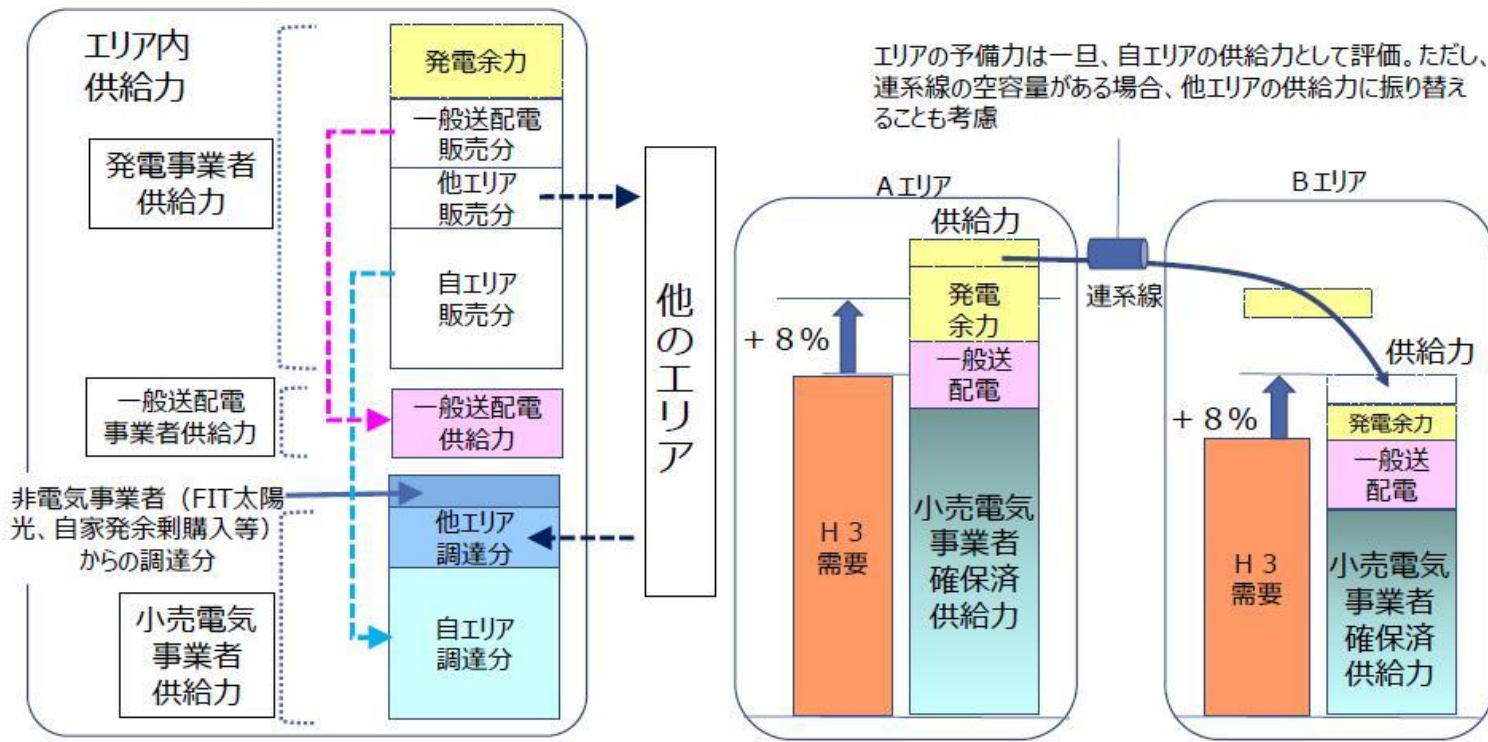 エリア内
供給力
発電余力
一般送配電
販売分
他エリア
販売分
自エリア
販売分
発電事業者
供給力
一般送配電
事業者供給力
一般送配電
供給力
非電気事業者（FIT太陽
光、自家発余剰購入等）
からの調達分
他エリア
調達分
小売電気
事業者
供給力
自エリア
調達分
他のエリア
エリアの予備力は一旦、自エリアの供給力として評価。ただし、
連系線の空容量がある場合、他エリアの供給力に振り替え
ることも考慮
Aエリア
供給力
発電
余力
＋8％
一般送
配電
H3
需要
小売電気
事業者
確保済
供給力
連系線
Bエリア
供給力
＋8％
発電余力
一般送
配電
H3
需要
小売電気
事業者
確保済
供給力